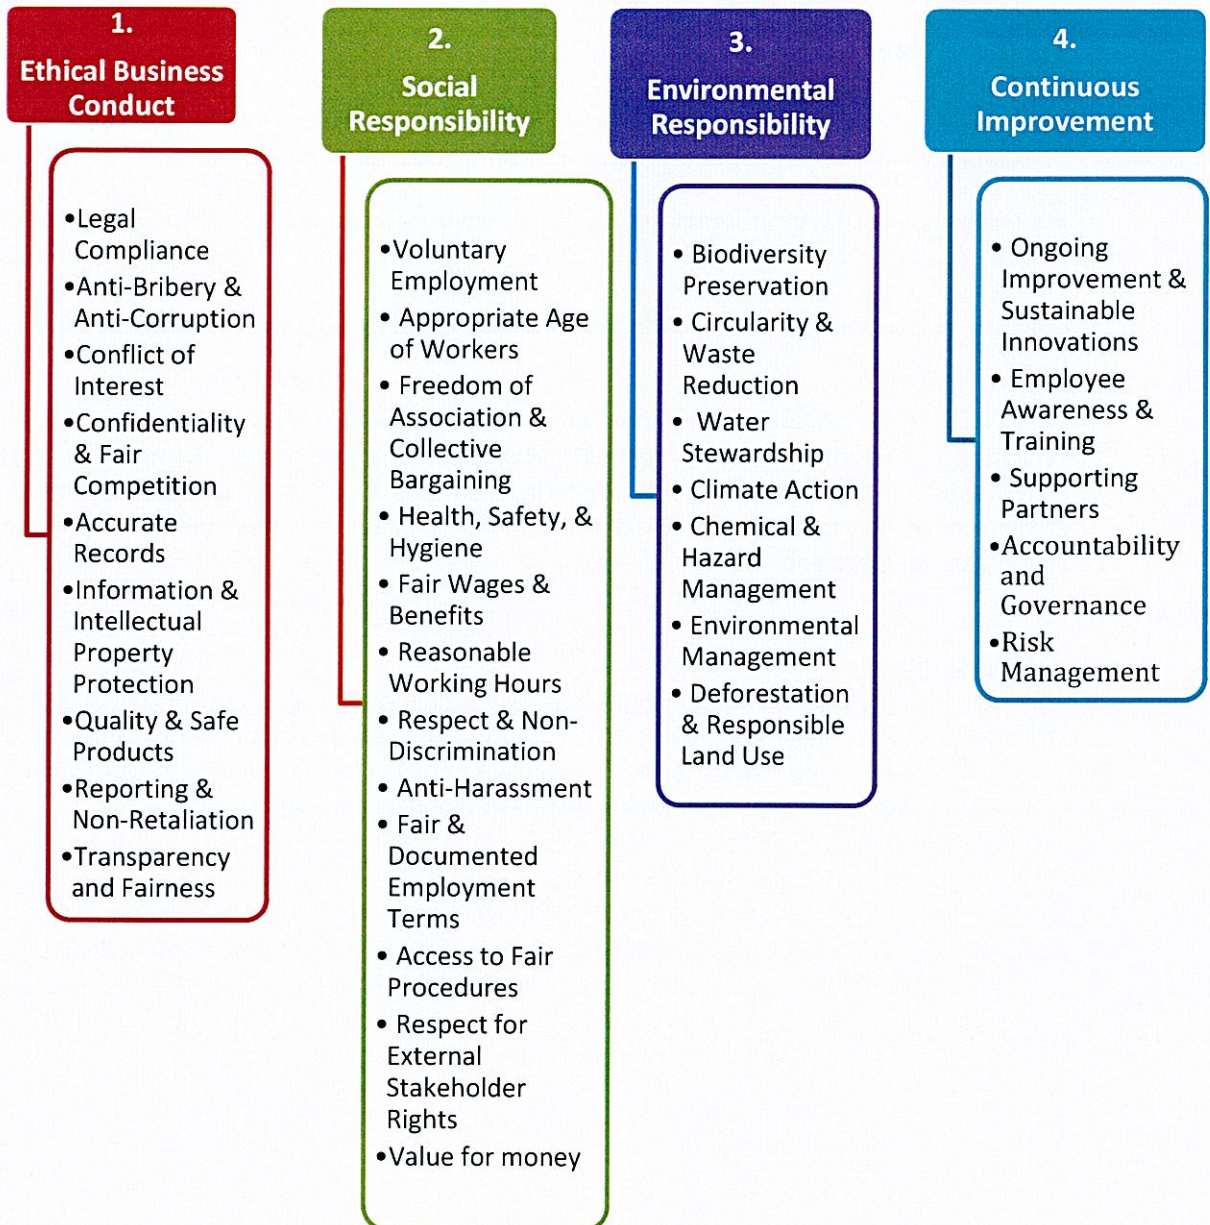 1.
Ethical Business
Conduct
•Legal
Compliance
•Anti-Bribery &
Anti-Corruption
•Conflict of
Interest
•Confidentiality
& Fair
Competition
•Accurate
Records
•Information &
Intellectual
Property
Protection
•Quality & Safe
Products
•Reporting &
Non-Retaliation
•Transparency
and Fairness
2.
Social
Responsibility
•Voluntary
Employment
• Appropriate Age
of Workers
• Freedom of
Association &
Collective
Bargaining
• Health, Safety, &
Hygiene
• Fair Wages &
Benefits
• Reasonable
Working Hours
• Respect & Non-
Discrimination
• Anti-Harassment
• Fair &
Documented
Employment
Terms
• Access to Fair
Procedures
• Respect for
External
Stakeholder
Rights
•Value for money
3.
Environmental
Responsibility
• Biodiversity
Preservation
• Circularity &
Waste
Reduction
• Water
Stewardship
• Climate Action
• Chemical &
Hazard
Management
• Environmental
Management
• Deforestation
& Responsible
Land Use
4.
Continuous
Improvement
• Ongoing
Improvement &
Sustainable
Innovations
• Employee
Awareness &
Training
• Supporting
Partners
•Accountability
and
Governance
•Risk
Management